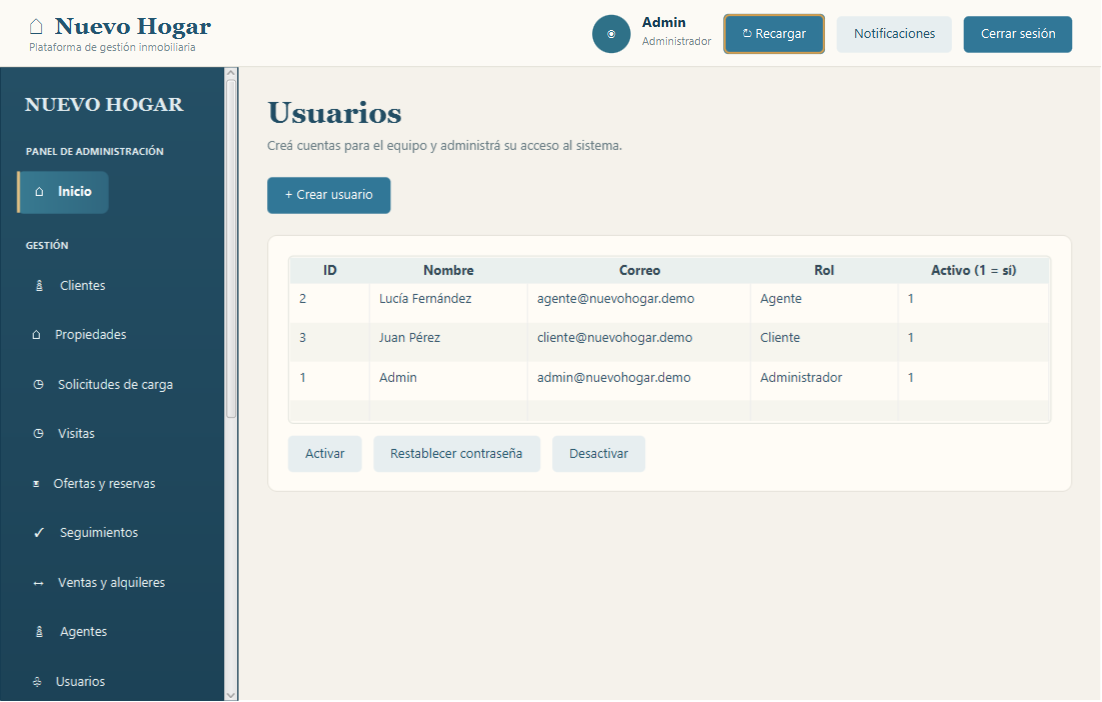 Nuevo Hogar
Plataforma de gestión inmobiliaria
Admin
Administrador
↻ Recargar
Notificaciones
Cerrar sesión
NUEVO HOGAR
PANEL DE ADMINISTRACIÓN
Inicio
GESTIÓN
Clientes
Propiedades
Solicitudes de carga
Visitas
Ofertas y reservas
Seguimientos
Ventas y alquileres
Agentes
Usuarios
Usuarios
Creá cuentas para el equipo y administrá su acceso al sistema.
+ Crear usuario
ID Nombre Correo Rol Activo (1 = sí)
2 Lucía Fernández agente@nuevohogar.demo Agente 1
3 Juan Pérez cliente@nuevohogar.demo Cliente 1
1 Admin admin@nuevohogar.demo Administrador 1
Activar Restablecer contraseña Desactivar